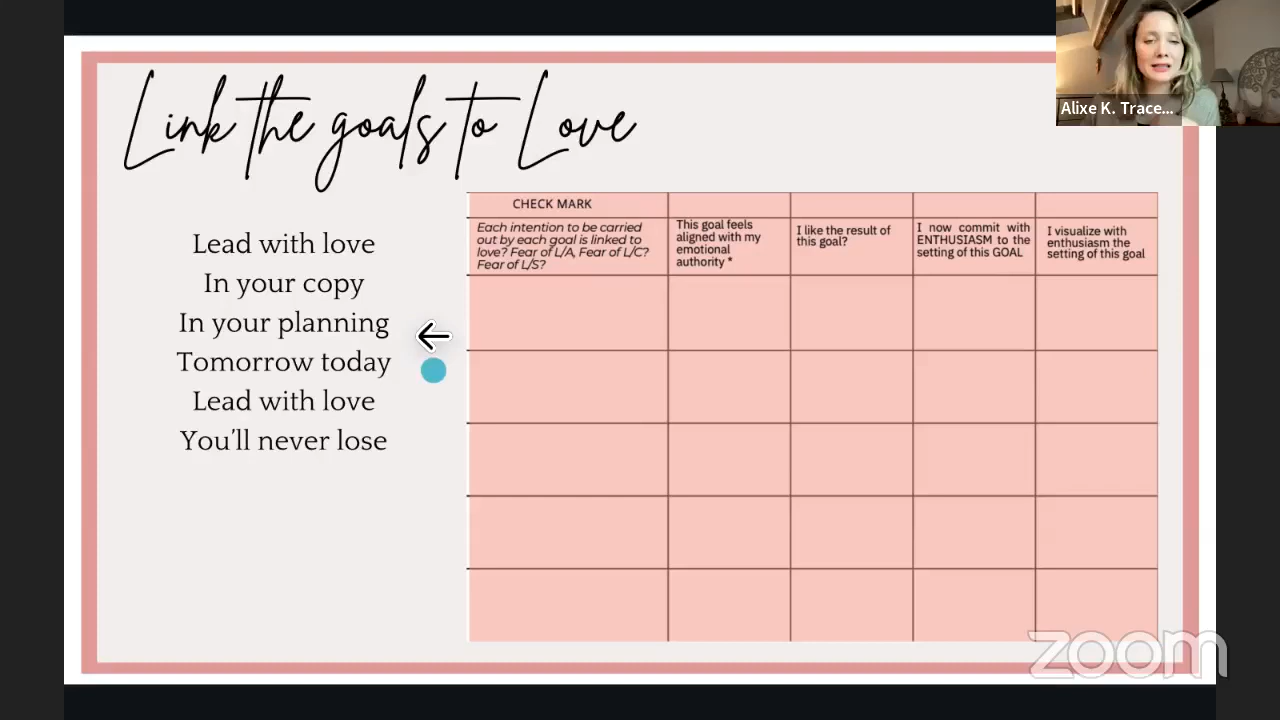 Link the goals to Love
Alixe K. Trace...
Lead with love
In your copy
In your planning
Tomorrow today
Lead with love
You'll never lose
CHECK MARK
Each intention to be carried
out by each goal is linked to
love? Fear of L/A, Fear of L/C?
Fear of L/S?
This goal feels
aligned with my
emotional
authority *
I like the result of
this goal?
I now commit with
ENTHUSIASM to the
setting of this GOAL
I visualize with
enthusiasm the
setting of this goal
zoom